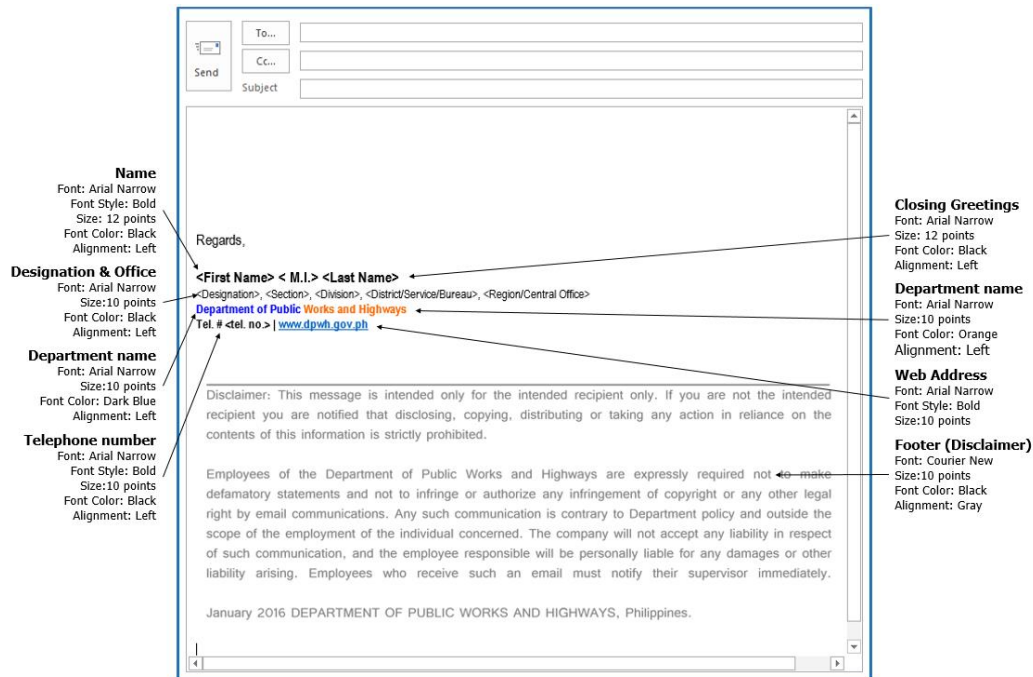 To...
Cc...
Send
Subject
Name
Font: Arial Narrow
Font Style: Bold
Size: 12 points
Font Color: Black
Alignment: Left
Designation & Office
Font: Arial Narrow
Size:10 points
Font Color: Black
Alignment: Left
Department name
Font: Arial Narrow
Size:10 points
Font Color: Dark Blue
Alignment: Left
Telephone number
Font: Arial Narrow
Font Style: Bold
Size:10 points
Font Color: Black
Alignment: Left
Regards,
<First Name> < M.I.> <Last Name>
<Designation>, <Section>, <Division>, <District/Service/Bureau>, <Region/Central Office>
Department of Public Works and Highways
Tel. # <tel. no.> | www.dpwh.gov.ph
Disclaimer: This message is intended only for the intended recipient only. If you are not the intended
recipient you are notified that disclosing, copying, distributing or taking any action in reliance on the
contents of this information is strictly prohibited.
Employees of the Department of Public Works and Highways are expressly required not to make
defamatory statements and not to infringe or authorize any infringement of copyright or any other legal
right by email communications. Any such communication is contrary to Department policy and outside the
scope of the employment of the individual concerned. The company will not accept any liability in respect
of such communication, and the employee responsible will be personally liable for any damages or other
liability arising. Employees who receive such an email must notify their supervisor immediately.
January 2016 DEPARTMENT OF PUBLIC WORKS AND HIGHWAYS, Philippines.
Closing Greetings
Font: Arial Narrow
Size: 12 points
Font Color: Black
Alignment: Left
Department name
Font: Arial Narrow
Size:10 points
Font Color: Orange
Alignment: Left
Web Address
Font: Arial Narrow
Font Style: Bold
Size:10 points
Footer (Disclaimer)
Font: Courier New
Size:10 points
Font Color: Black
Alignment: Gray